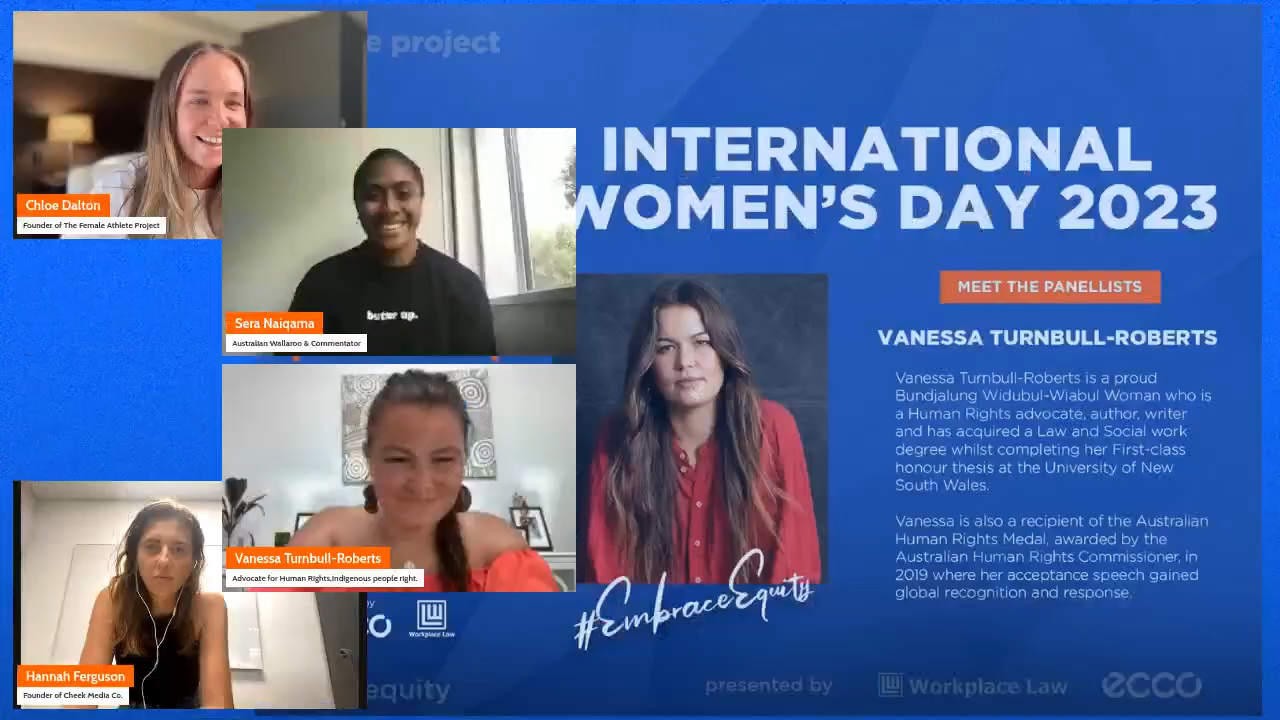 e project
INTERNATIONAL
WOMEN'S DAY 2023
MEET THE PANELLISTS
VANESSA TURNBULL-ROBERTS
Vanessa Turnbull-Roberts is a proud
Bundjalung Widubul-Wiabul Woman who is
a Human Rights advocate, author, writer
and has acquired a Law and Social work
degree whilst completing her First-class
honour thesis at the University of New
South Wales.
Vanessa is also a recipient of the Australian
Human Rights Medal, awarded by the
Australian Human Rights Commissioner, in
2019 where her acceptance speech gained
global recognition and response.
#EmbraceEquity
presented by
Workplace Law
ecco
Chloe Dalton
Founder of The Female Athlete Project
butter up.
Sera Naiqama
Australian Wallaroo & Commentator
Vanessa Turnbull-Roberts
Advocate for Human Rights,Indigenous people right.
by
CO
Workplace Law
Hannah Ferguson
Founder of Cheek Media Co.
equity